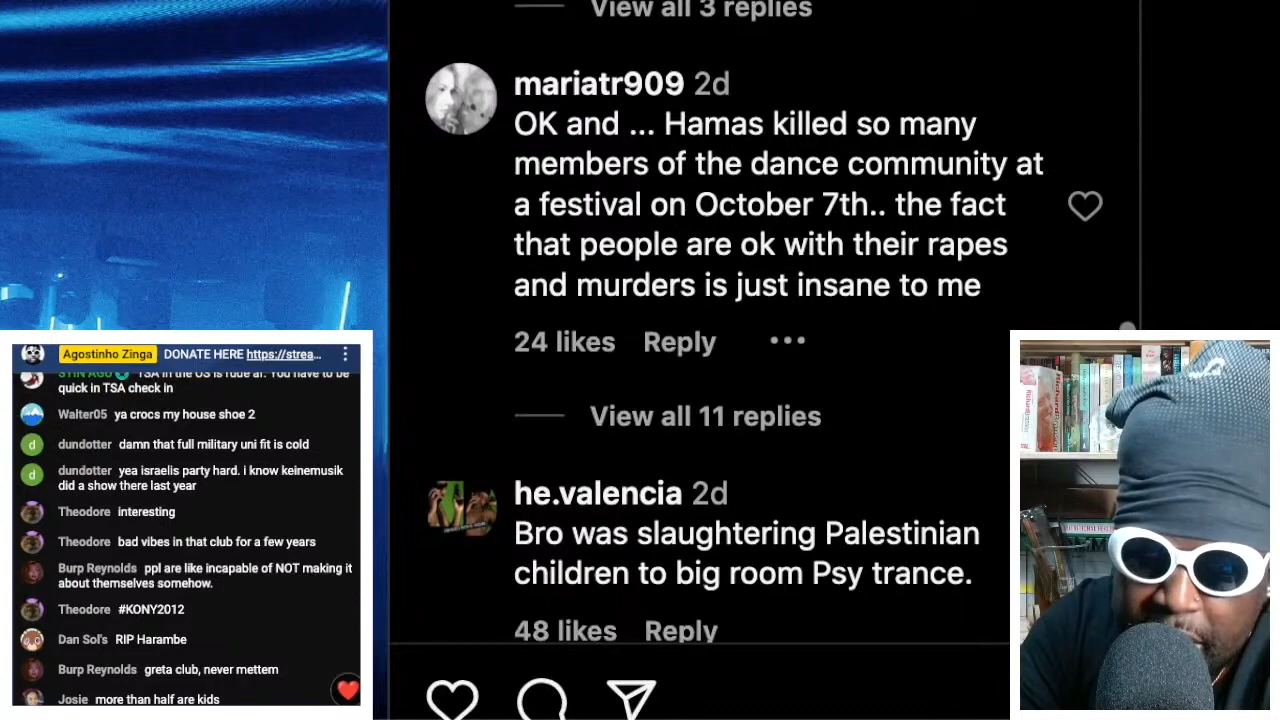 View all 3 replies
mariatr909 2d
OK and ... Hamas killed so many
members of the dance community at
a festival on October 7th.. the fact
that people are ok with their rapes
and murders is just insane to me
24 likes Reply
View all 11 replies
he.valencia 2d
Bro was slaughtering Palestinian
children to big room Psy trance.
48 likes Reply
Agostinho Zinga DONATE HERE https://strea...
TSA in the US is rude af. You have to be
quick in TSA check in
Walter05 ya crocs my house shoe 2
dundotter damn that full military uni fit is cold
dundotter yea israelis party hard. i know keinemusik
did a show there last year
Theodore interesting
Theodore bad vibes in that club for a few years
Burp Reynolds ppl are like incapable of NOT making it
about themselves somehow.
Theodore #KONY2012
Dan Sol's RIP Harambe
Burp Reynolds greta club, never mettem
Josie more than half are kids